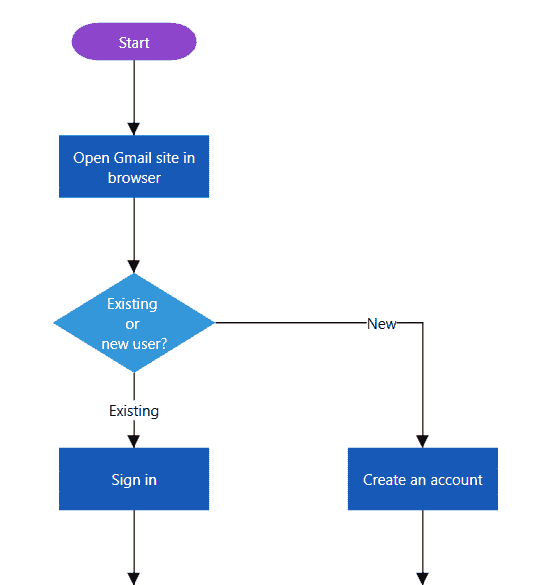 Start
Open Gmail site in
browser
Existing
or
new user?
New
Existing
Sign in
Create an account